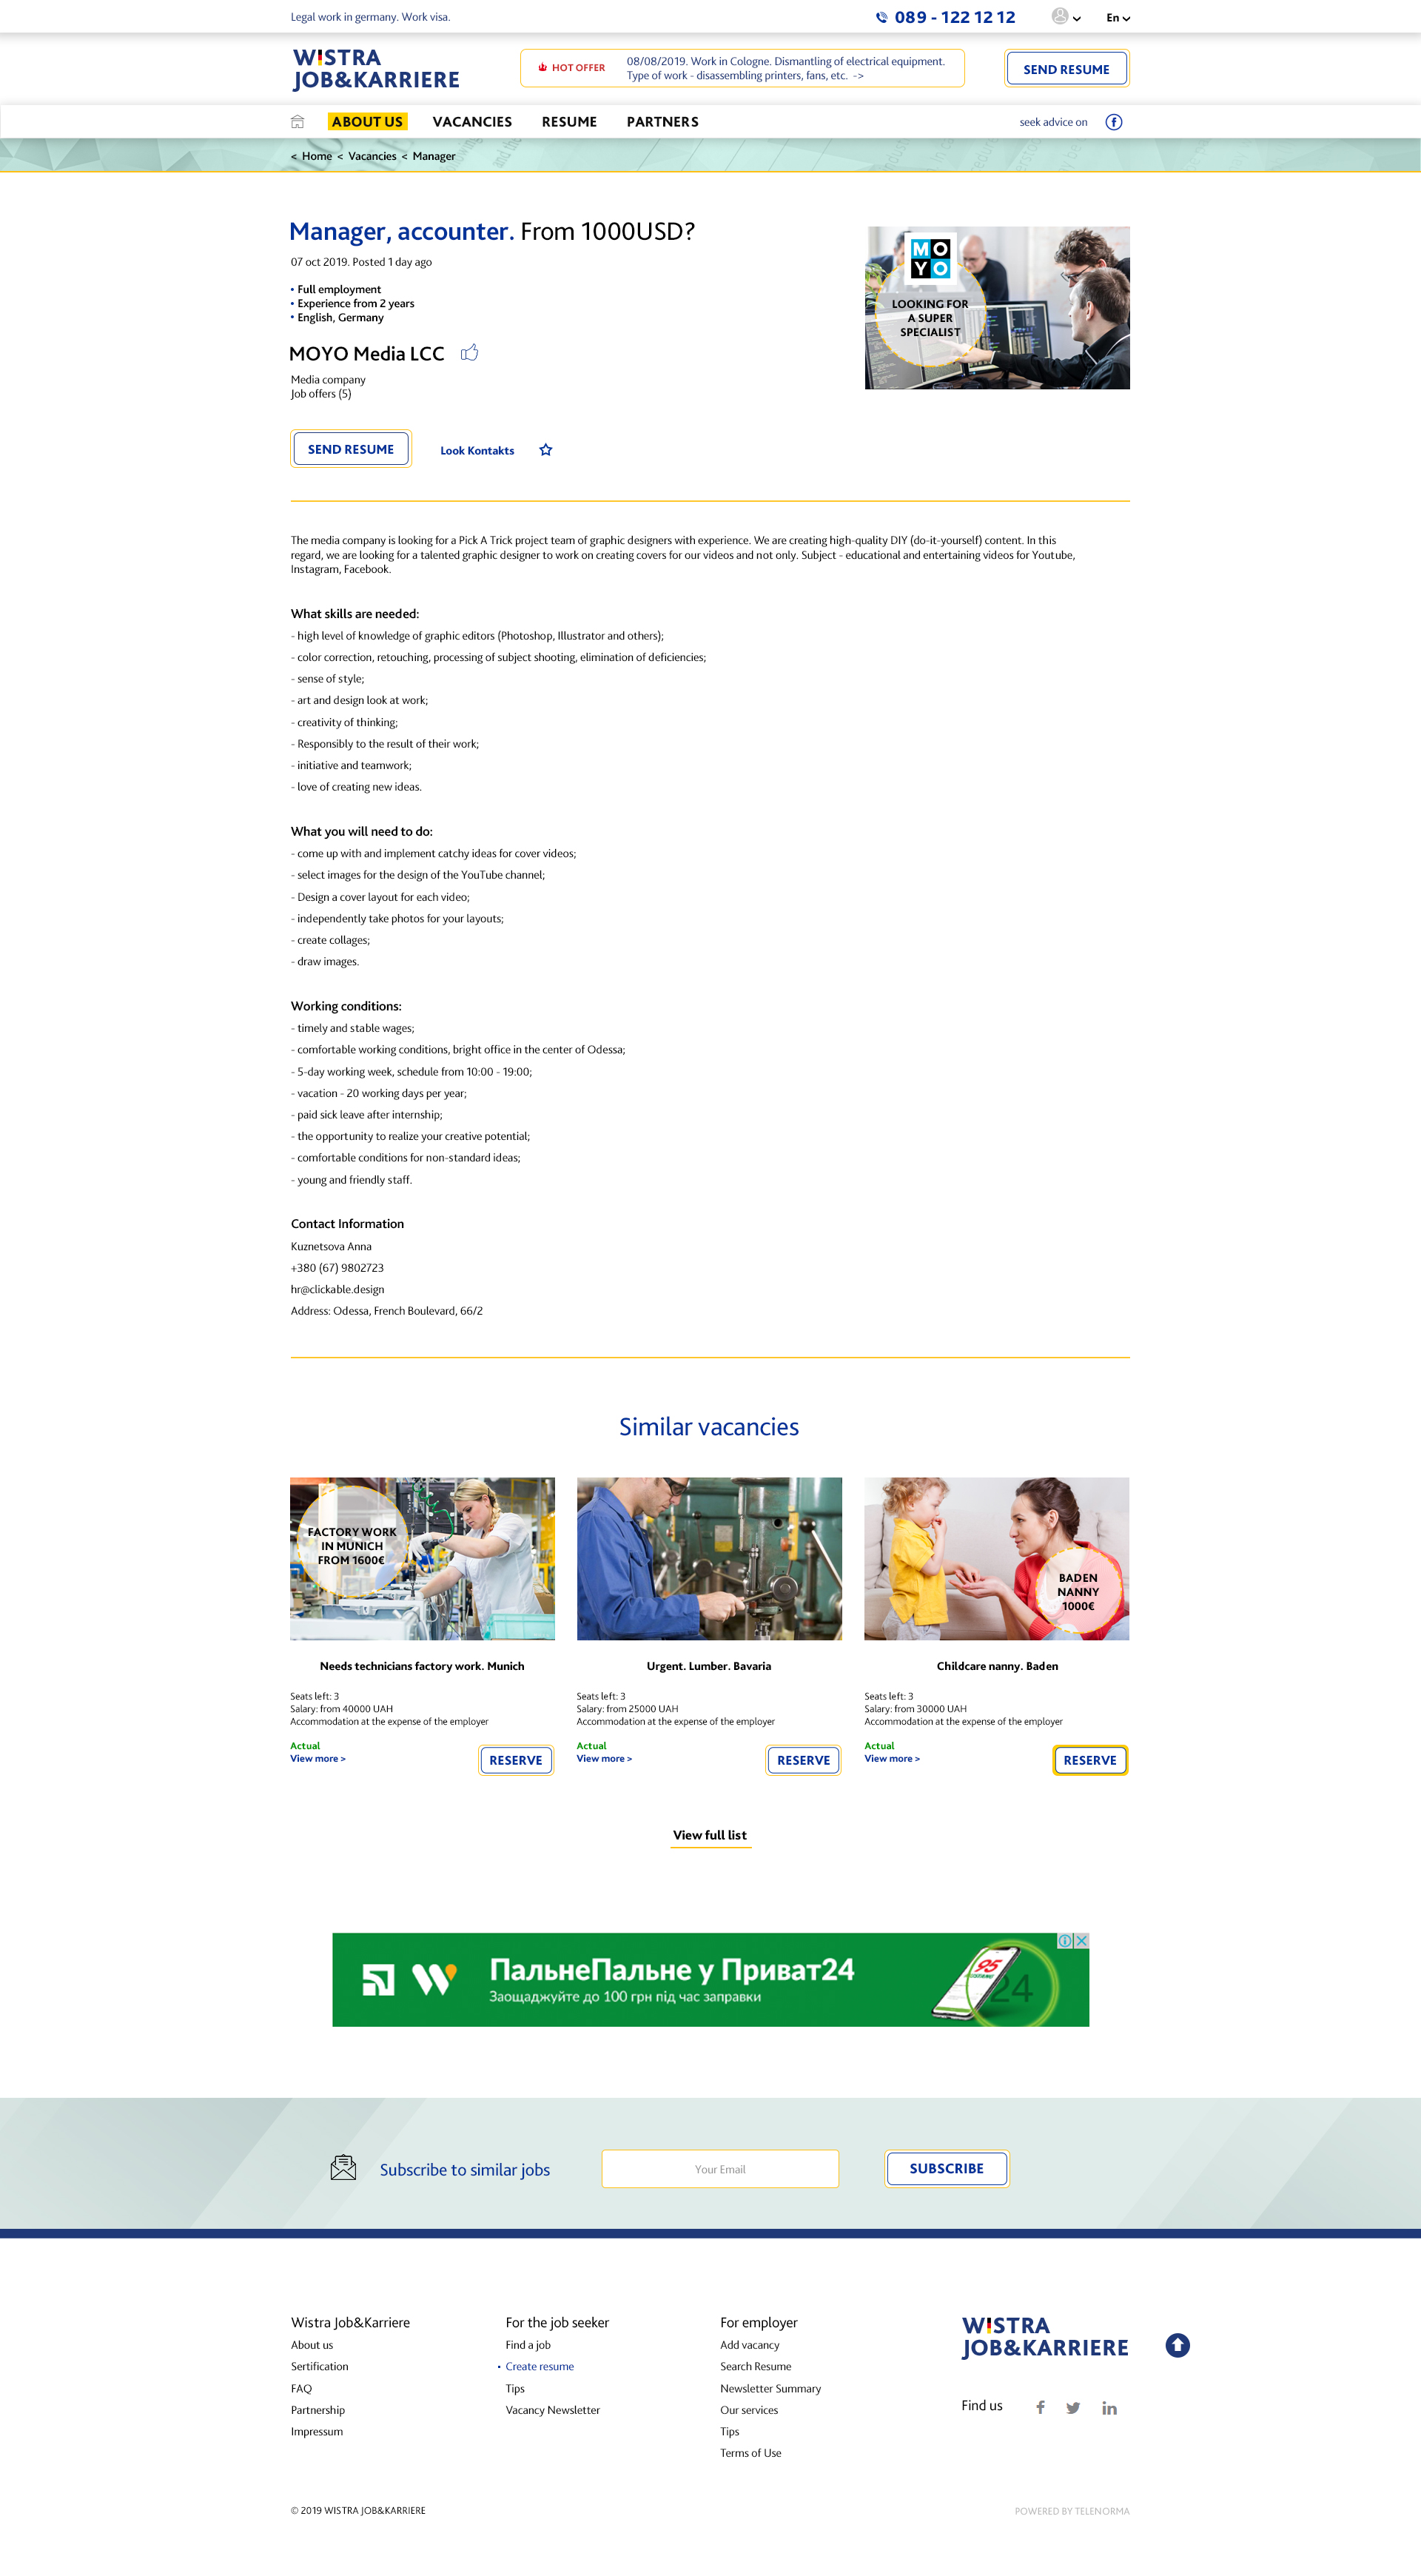 Legal work in germany. Work visa.
089 - 122 12 12
En
WISTRA
JOB&KARRIERE
HOT OFFER
08/08/2019. Work in Cologne. Dismantling of electrical equipment.
Type of work - disassembling printers, fans, etc. ->
SEND RESUME
ABOUT US
VACANCIES
RESUME
PARTNERS
seek advice on
< Home < Vacancies < Manager
Manager, accounter. From 1000USD?
07 oct 2019. Posted 1 day ago
• Full employment
• Experience from 2 years
• English, Germany
MOYO Media LCC
Media company
Job offers (5)
SEND RESUME
Look Kontakts
MO
YO
LOOKING FOR
A SUPER
SPECIALIST
The media company is looking for a Pick A Trick project team of graphic designers with experience. We are creating high-quality DIY (do-it-yourself) content. In this
regard, we are looking for a talented graphic designer to work on creating covers for our videos and not only. Subject - educational and entertaining videos for Youtube,
Instagram, Facebook.
What skills are needed:
- high level of knowledge of graphic editors (Photoshop, Illustrator and others);
- color correction, retouching, processing of subject shooting, elimination of deficiencies;
- sense of style;
- art and design look at work;
- creativity of thinking;
- Responsibly to the result of their work;
- initiative and teamwork;
- love of creating new ideas.
What you will need to do:
- come up with and implement catchy ideas for cover videos;
- select images for the design of the YouTube channel;
- Design a cover layout for each video;
- independently take photos for your layouts;
- create collages;
- draw images.
Working conditions:
- timely and stable wages;
- comfortable working conditions, bright office in the center of Odessa;
- 5-day working week, schedule from 10:00 - 19:00;
- vacation - 20 working days per year;
- paid sick leave after internship;
- the opportunity to realize your creative potential;
- comfortable conditions for non-standard ideas;
- young and friendly staff.
Contact Information
Kuznetsova Anna
+380 (67) 9802723
hr@clickable.design
Address: Odessa, French Boulevard, 66/2
Similar vacancies
FACTORY WORK
IN MUNICH
FROM 1600€
BADEN
NANNY
1000€
Needs technicians factory work. Munich
Seats left: 3
Salary: from 40000 UAH
Accommodation at the expense of the employer
Actual
View more >
RESERVE
Urgent. Lumber. Bavaria
Seats left: 3
Salary: from 25000 UAH
Accommodation at the expense of the employer
Actual
View more >
RESERVE
Childcare nanny. Baden
Seats left: 3
Salary: from 30000 UAH
Accommodation at the expense of the employer
Actual
View more >
RESERVE
View full list
ПальнеПальне у Приват24
Заощаджуйте до 100 грн під час заправки
95
24
Subscribe to similar jobs
Your Email
SUBSCRIBE
Wistra Job&Karriere
About us
Sertification
FAQ
Partnership
Impressum
For the job seeker
Find a job
• Create resume
Tips
Vacancy Newsletter
For employer
Add vacancy
Search Resume
Newsletter Summary
Our services
Tips
Terms of Use
WISTRA
JOB&KARRIERE
Find us
© 2019 WISTRA JOB&KARRIERE
POWERED BY TELENORMA